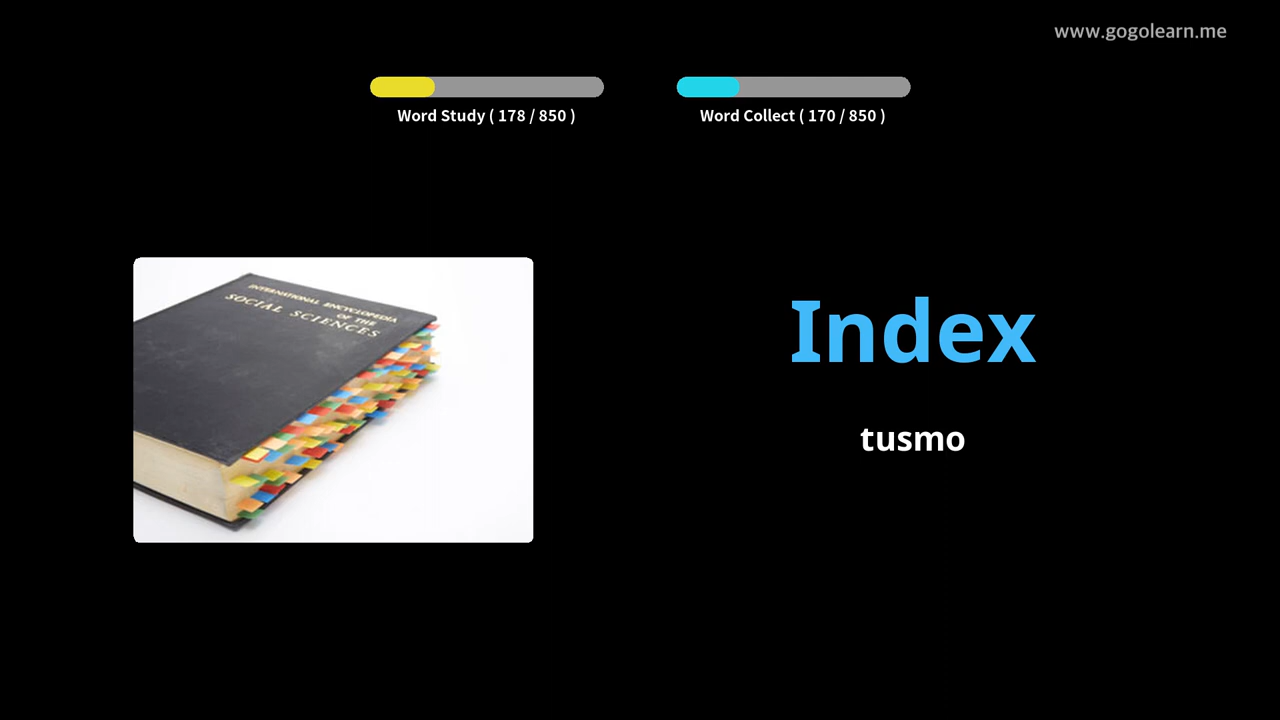 www.gogolearn.me
Word Study ( 178 / 850 )
Word Collect ( 170 / 850 )
INTERNATIONAL ENCYCLOPEDIA
OF THE
SOCIAL SCIENCES
Index
tusmo